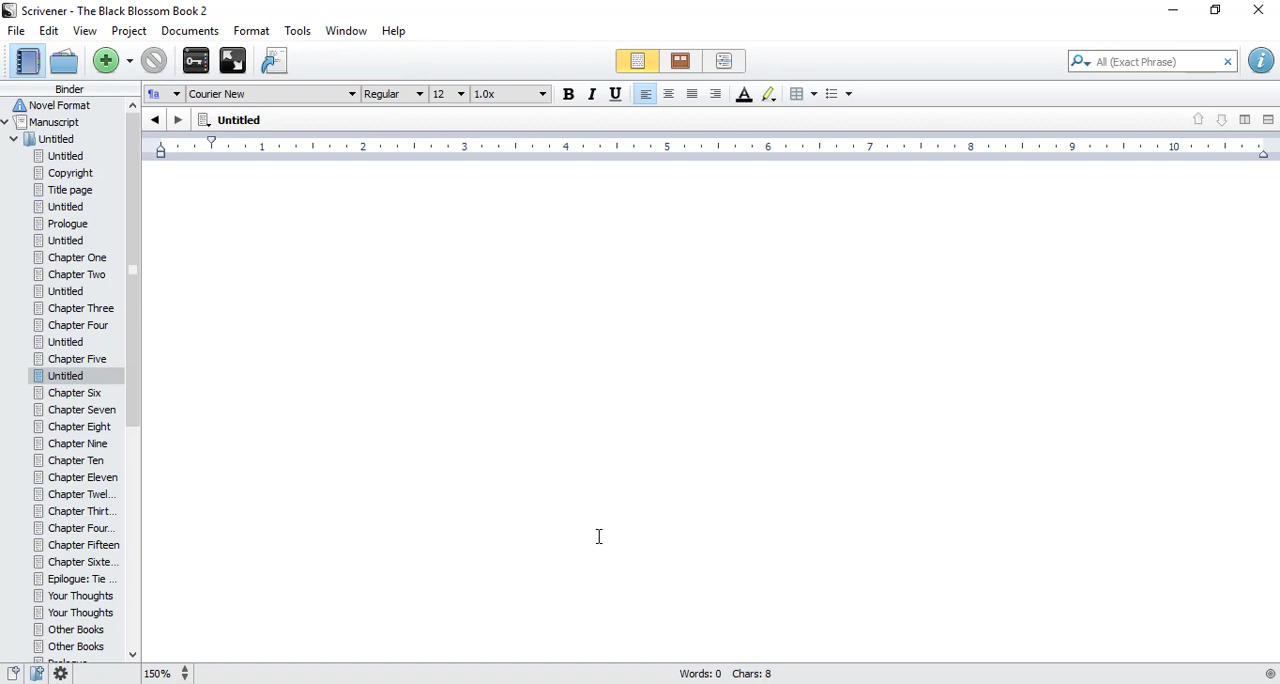 Scrivener - The Black Blossom Book 2
File Edit View Project Documents Format Tools Window Help
All (Exact Phrase)
Binder
¶a Courier New Regular 12 1.0x B I U A
Novel Format
Manuscript
Untitled
Untitled
1 2 3 4 5 6 7 8 9 10
Untitled
Copyright
Title page
Untitled
Prologue
Untitled
Chapter One
Chapter Two
Untitled
Chapter Three
Chapter Four
Untitled
Chapter Five
Untitled
Chapter Six
Chapter Seven
Chapter Eight
Chapter Nine
Chapter Ten
Chapter Eleven
Chapter Twel...
Chapter Thirt...
Chapter Four...
Chapter Fifteen
Chapter Sixte...
Epilogue: Tie ...
Your Thoughts
Your Thoughts
Other Books
Other Books
Prologue
150% Words: 0 Chars: 8